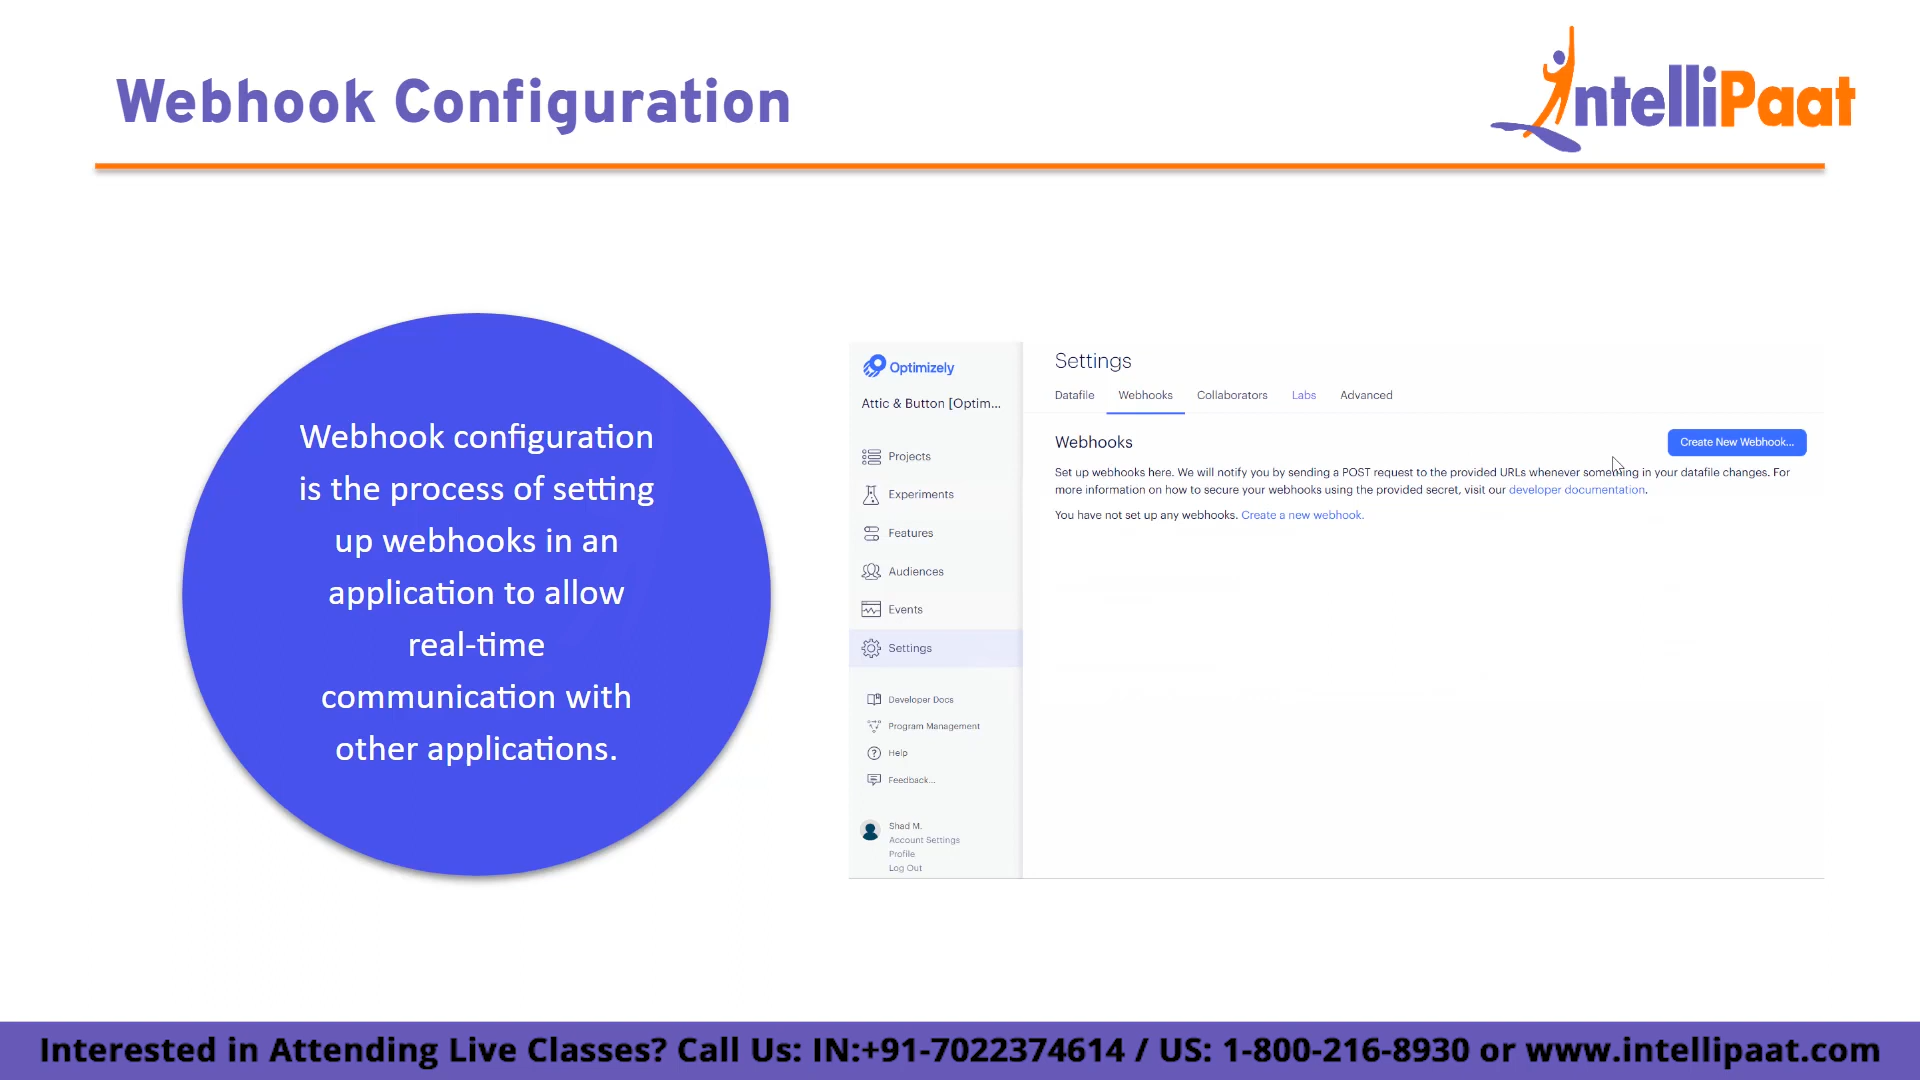 Webhook Configuration
IntelliPaat
Webhook configuration
is the process of setting
up webhooks in an
application to allow
real-time
communication with
other applications.
Optimizely
Attic & Button [Optim...
Projects
Experiments
Features
Audiences
Events
Settings
Developer Docs
Program Management
Help
Feedback...
Shad M.
Account Settings
Profile
Log Out
Settings
Datafile Webhooks Collaborators Labs Advanced
Webhooks
Create New Webhook...
Set up webhooks here. We will notify you by sending a POST request to the provided URLs whenever something in your datafile changes. For
more information on how to secure your webhooks using the provided secret, visit our developer documentation.
You have not set up any webhooks. Create a new webhook.
Interested in Attending Live Classes? Call Us: IN:+91-7022374614 / US: 1-800-216-8930 or www.intellipaat.com